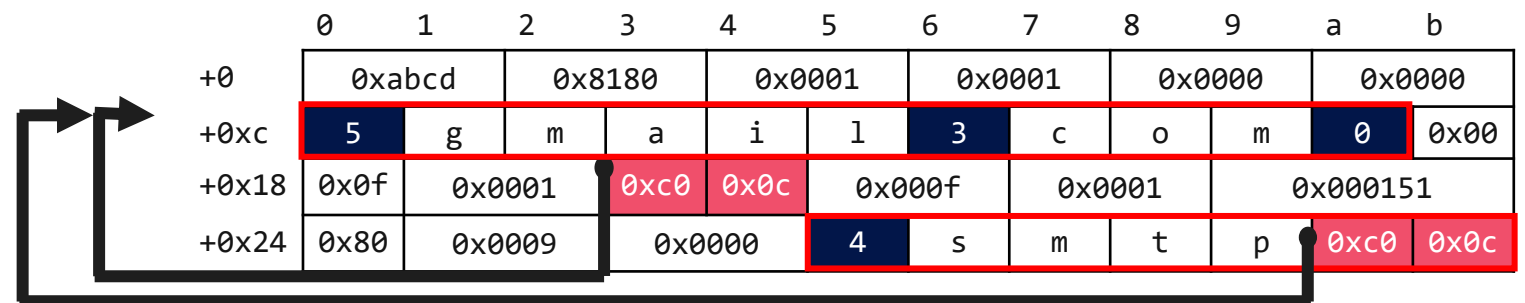 0 1 2 3 4 5 6 7 8 9 a b
+0 0xabcd 0x8180 0x0001 0x0001 0x0000 0x0000
+0xc 5 g m a i l 3 c o m 0 0x00
+0x18 0x0f 0x0001 0xc0 0x0c 0x000f 0x0001 0x000151
+0x24 0x80 0x0009 0x0000 4 s m t p 0xc0 0x0c